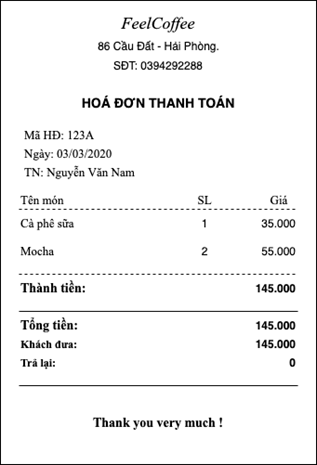 FeelCoffee
86 Cầu Đất - Hải Phòng.
SĐT: 0394292288
HOÁ ĐƠN THANH TOÁN
Mã HĐ: 123A
Ngày: 03/03/2020
TN: Nguyễn Văn Nam
Tên món SL Giá
Cà phê sữa 1 35.000
Mocha 2 55.000
Thành tiền: 145.000
Tổng tiền: 145.000
Khách đưa: 145.000
Trả lại: 0
Thank you very much !